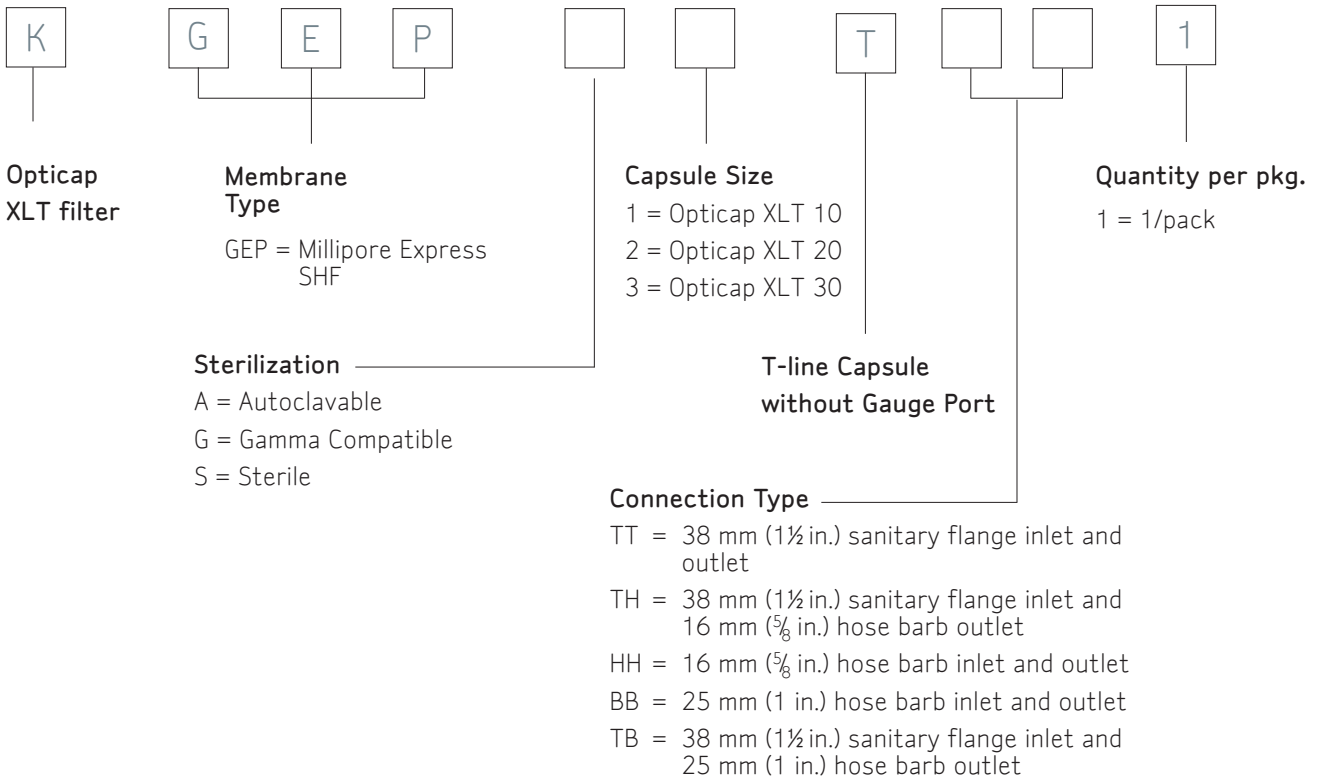 K G E P T 1
Opticap
XLT filter
Membrane
Type
GEP = Millipore Express
SHF
Capsule Size
1 = Opticap XLT 10
2 = Opticap XLT 20
3 = Opticap XLT 30
Quantity per pkg.
1 = 1/pack
Sterilization
A = Autoclavable
G = Gamma Compatible
S = Sterile
T-line Capsule
without Gauge Port
Connection Type
TT = 38 mm (1½ in.) sanitary flange inlet and
outlet
TH = 38 mm (1½ in.) sanitary flange inlet and
16 mm (⅝ in.) hose barb outlet
HH = 16 mm (⅝ in.) hose barb inlet and outlet
BB = 25 mm (1 in.) hose barb inlet and outlet
TB = 38 mm (1½ in.) sanitary flange inlet and
25 mm (1 in.) hose barb outlet